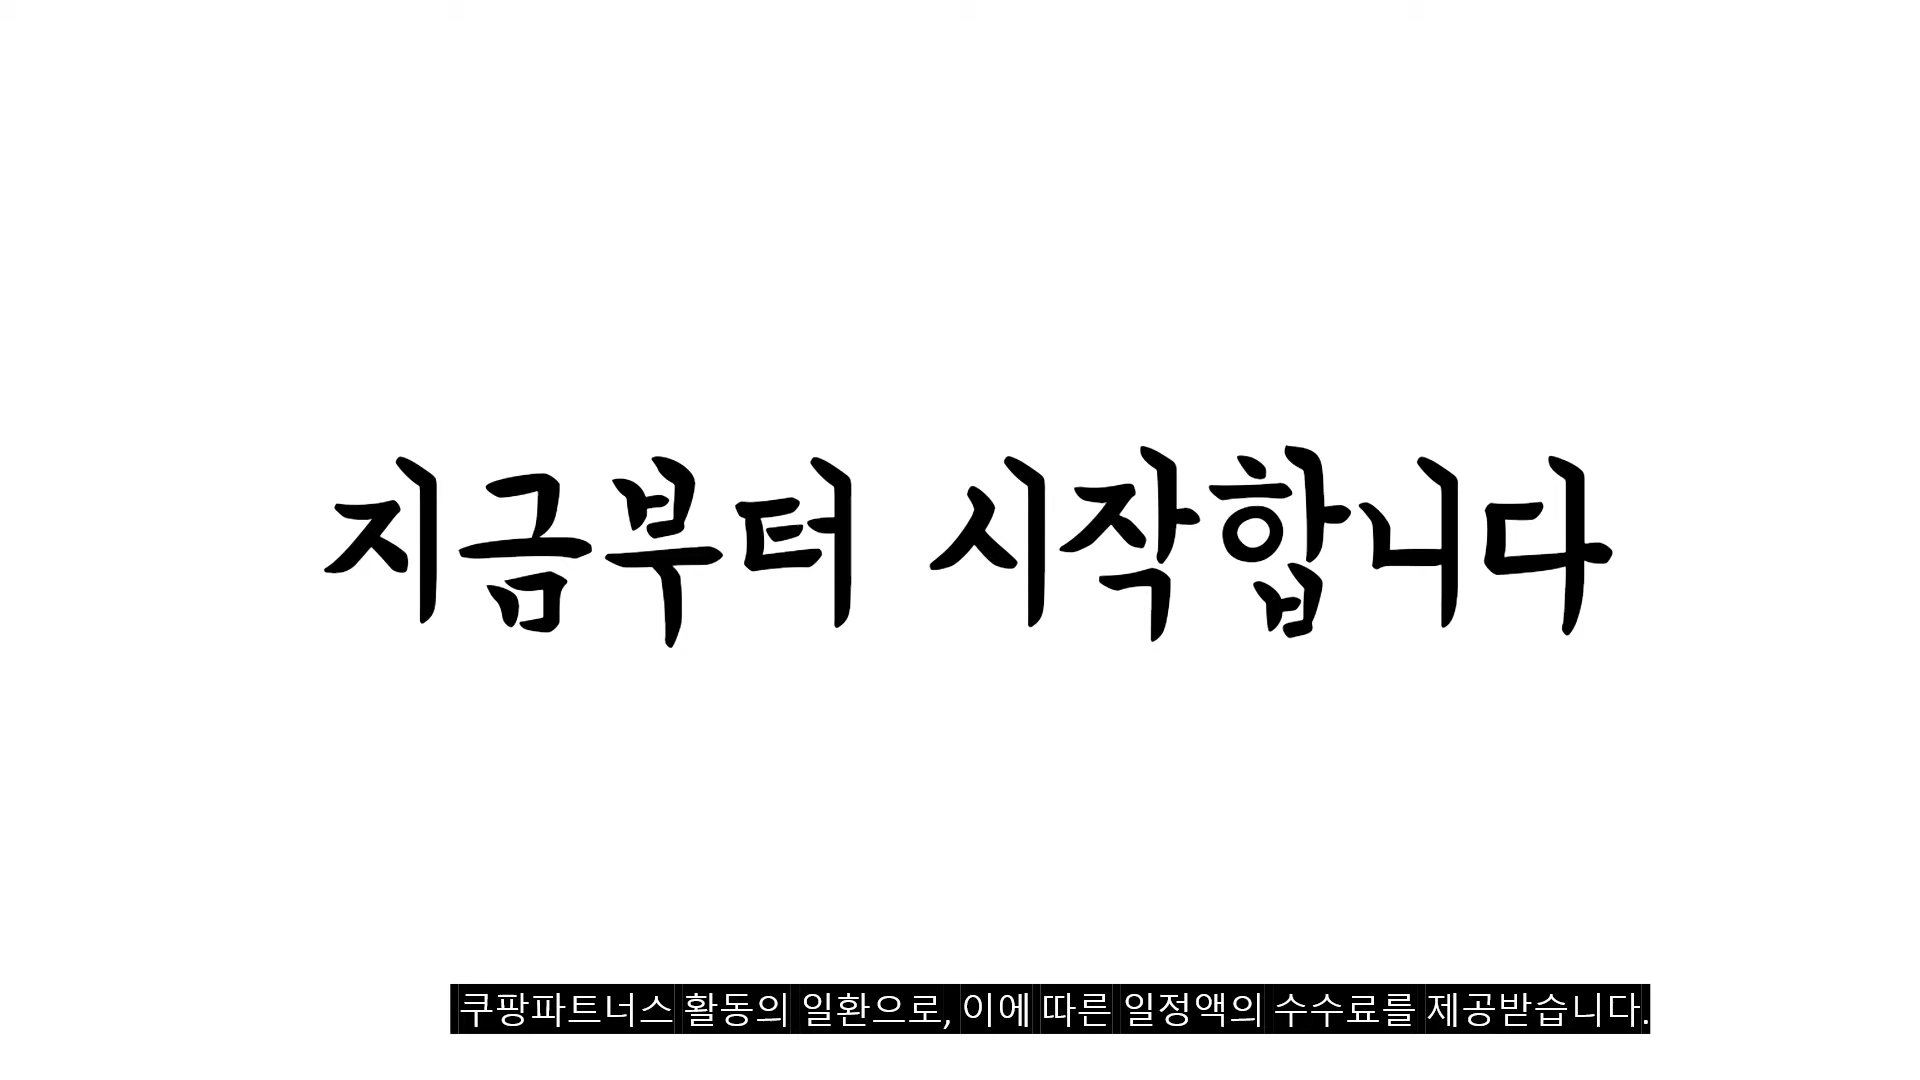 지금부터 시작합니다
쿠팡파트너스 활동의 일환으로, 이에 따른 일정액의 수수료를 제공받습니다.